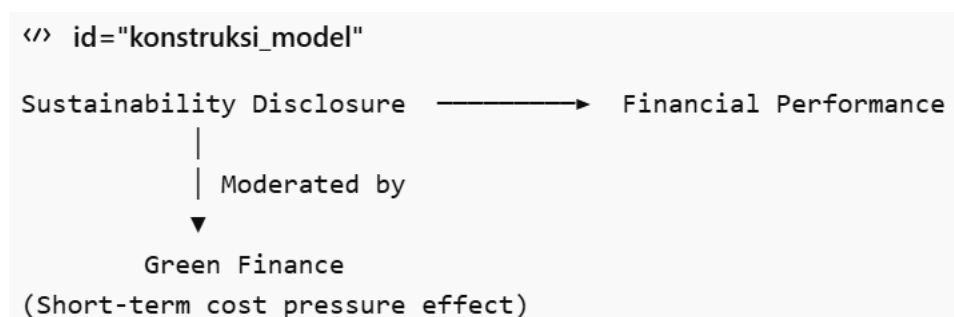 </> id="konstruksi_model"
Sustainability Disclosure ─────────► Financial Performance
│
│ Moderated by
▼
Green Finance
(Short-term cost pressure effect)